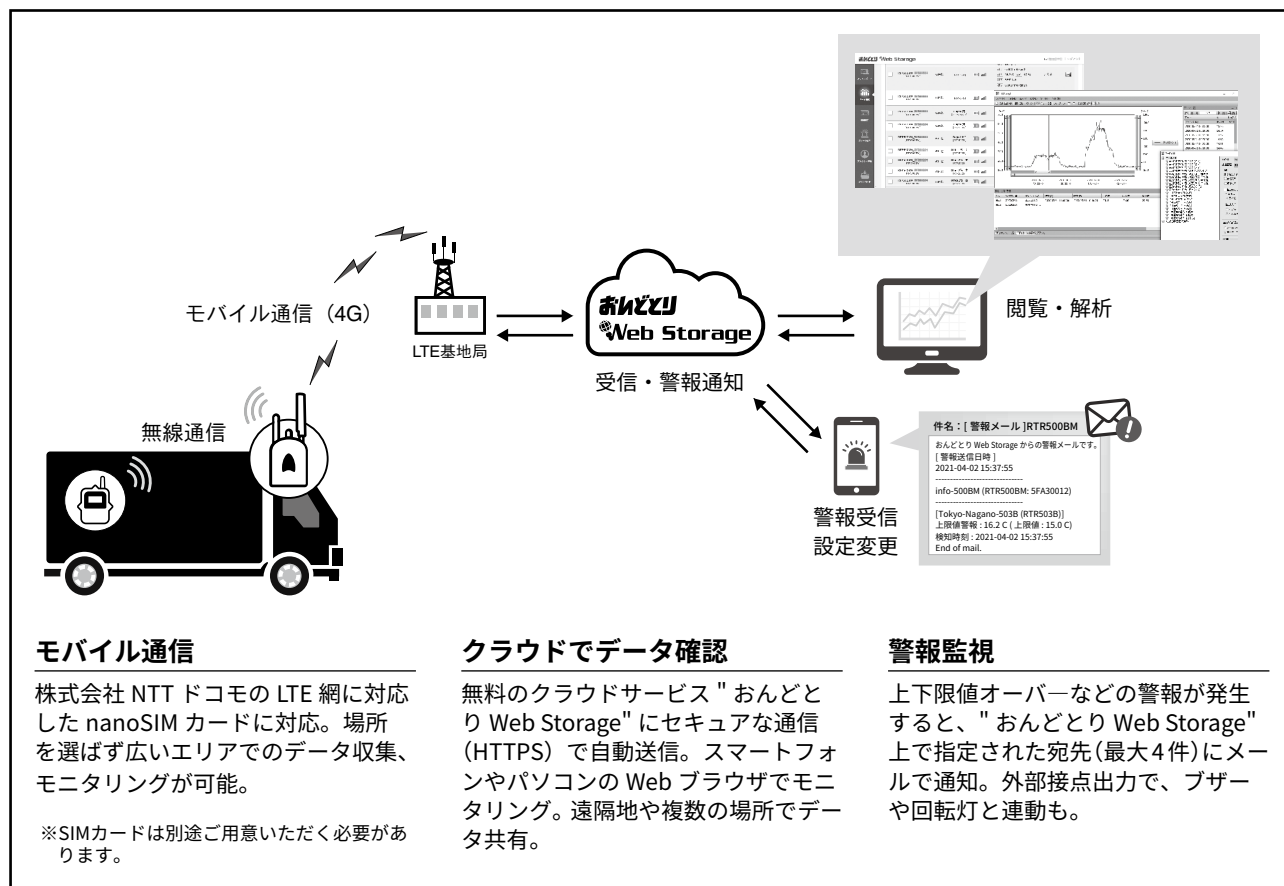 おんどとり Web Storage
モバイル通信（4G）
LTE基地局
おんどとり
Web Storage
受信・警報通知
閲覧・解析
無線通信
警報受信
設定変更
件名：[ 警報メール ]RTR500BM
おんどとり Web Storage からの警報メールです。
[ 警報送信日時 ]
2021-04-02 15:37:55
------------------------------
info-500BM (RTR500BM: 5FA30012)
------------------------------
[Tokyo-Nagano-503B (RTR503B)]
上限値警報 : 16.2 C ( 上限値 : 15.0 C)
検知時刻 : 2021-04-02 15:37:55
End of mail.
モバイル通信
株式会社 NTT ドコモの LTE 網に対応
した nanoSIM カードに対応。場所
を選ばず広いエリアでのデータ収集、
モニタリングが可能。
※SIMカードは別途ご用意いただく必要があ
ります。
クラウドでデータ確認
無料のクラウドサービス " おんどと
り Web Storage" にセキュアな通信
（HTTPS）で自動送信。スマートフォ
ンやパソコンの Web ブラウザでモニ
タリング。遠隔地や複数の場所でデー
タ共有。
警報監視
上下限値オーバ―などの警報が発生
すると、" おんどとり Web Storage"
上で指定された宛先（最大４件）にメー
ルで通知。外部接点出力で、ブザー
や回転灯と連動も。